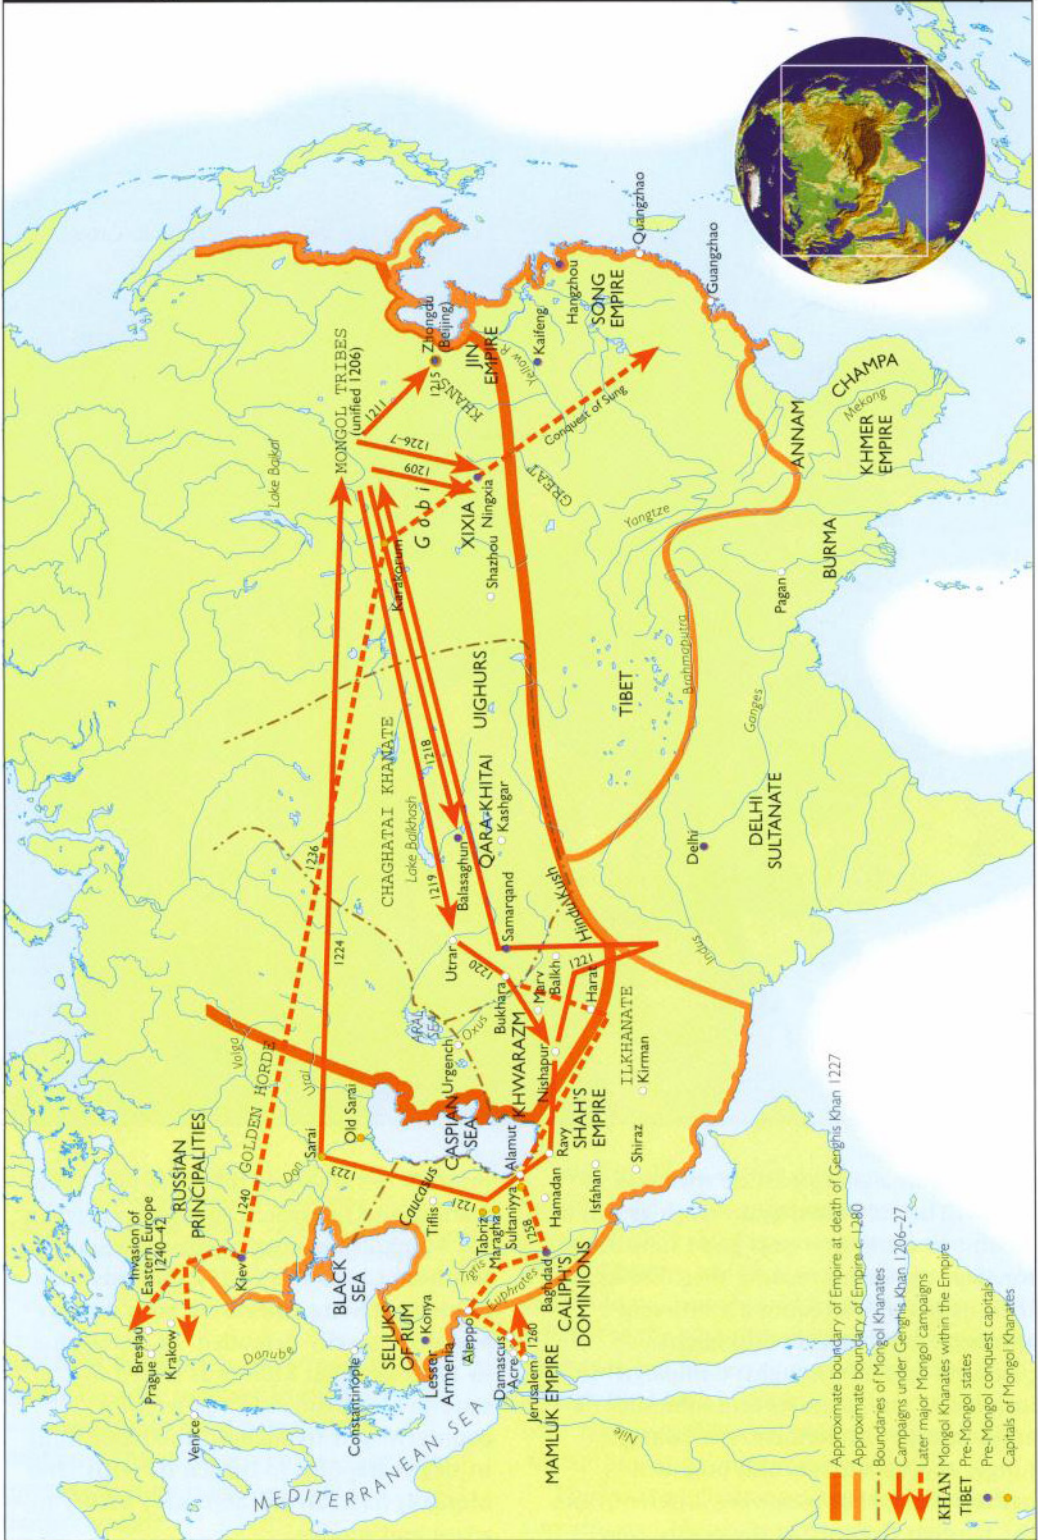 Breslau
Prague
Krakow
Venice
Danube
Constantinople
MEDITERRANEAN SEA
Nile
Invasion of
Eastern Europe
1240–42
RUSSIAN
PRINCIPALITIES
Kiev
1240
GOLDEN HORDE
Don
Volga
Ural
Sarai
Old Sarai
1223
1224
1236
BLACK
SEA
SELJUKS
OF RUM
Konya
Lesser
Armenia
Aleppo
Damascus
Acre
Jerusalem
1260
MAMLUK EMPIRE
Caucasus
Tiflis
1221
Tabriz
Maragha
Sultaniyya
Tigris
Euphrates
1258
Baghdad
CALIPH'S
DOMINIONS
CASPIAN
SEA
Alamut
Hamadan
Ravy
Isfahan
Shiraz
SHAH'S
EMPIRE
ILKHANATE
Kirman
ARAL
SEA
Urgench
Oxus
KHWARAZM
Nishapur
Bukhara
Marv
Balkh
Harat
1221
1220
Utrar
Samarqand
Hindu Kush
Indus
1219
1218
CHAGHATAI KHANATE
Lake Balkhash
Balasaghun
QARA-KHITAI
Kashgar
UIGHURS
Delhi
DELHI
SULTANATE
Ganges
TIBET
Brahmaputra
Lake Baikal
MONGOL TRIBES
(unified 1206)
Karakorum
Gobi
1209
1226–7
1211
1215
Zhongdu
(Beijing)
XIXIA
Ningxia
Shazhou
GREAT
KHANS
JIN
EMPIRE
Yellow R
Kaifeng
Conquest of Sung
Hangzhou
SONG
EMPIRE
Quangzhao
Guangzhao
Yangtze
ANNAM
CHAMPA
Mekong
KHMER
EMPIRE
BURMA
Pagan
Approximate boundary of Empire at death of Genghis Khan 1227
Approximate boundary of Empire c. 1280
Boundaries of Mongol Khanates
Campaigns under Genghis Khan 1206–27
Later major Mongol campaigns
KHAN Mongol Khanates within the Empire
TIBET Pre-Mongol states
Pre-Mongol conquest capitals
Capitals of Mongol Khanates